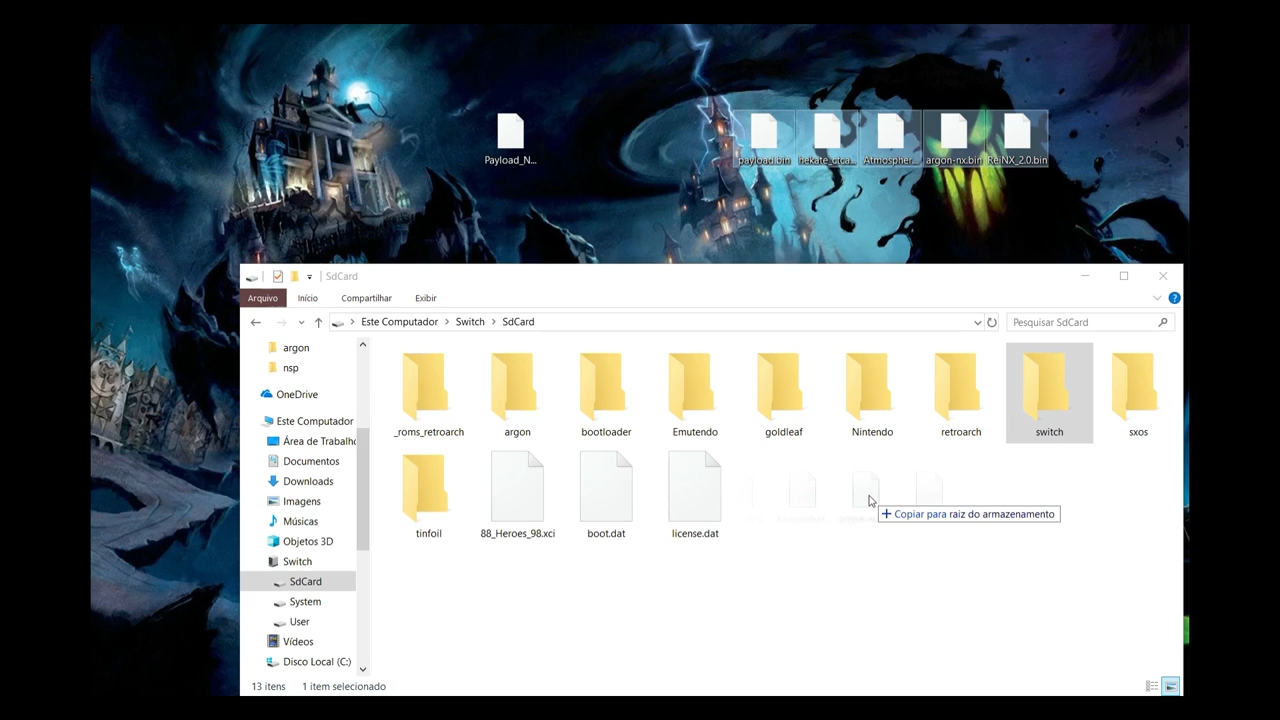 Payload_N...
payload.bin
hekate_ctca...
Atmospher...
argon-nx.bin
ReiNX_2.0.bin
SdCard
Arquivo
Início
Compartilhar
Exibir
Este Computador
Switch
SdCard
Pesquisar SdCard
argon
nsp
OneDrive
Este Computador
Área de Trabalho
Documentos
Downloads
Imagens
Músicas
Objetos 3D
Switch
SdCard
System
User
Vídeos
Disco Local (C:)
_roms_retroarch
argon
bootloader
Emutendo
goldleaf
Nintendo
retroarch
switch
sxos
tinfoil
88_Heroes_98.xci
boot.dat
license.dat
+ Copiar para raiz do armazenamento
13 itens
1 item selecionado